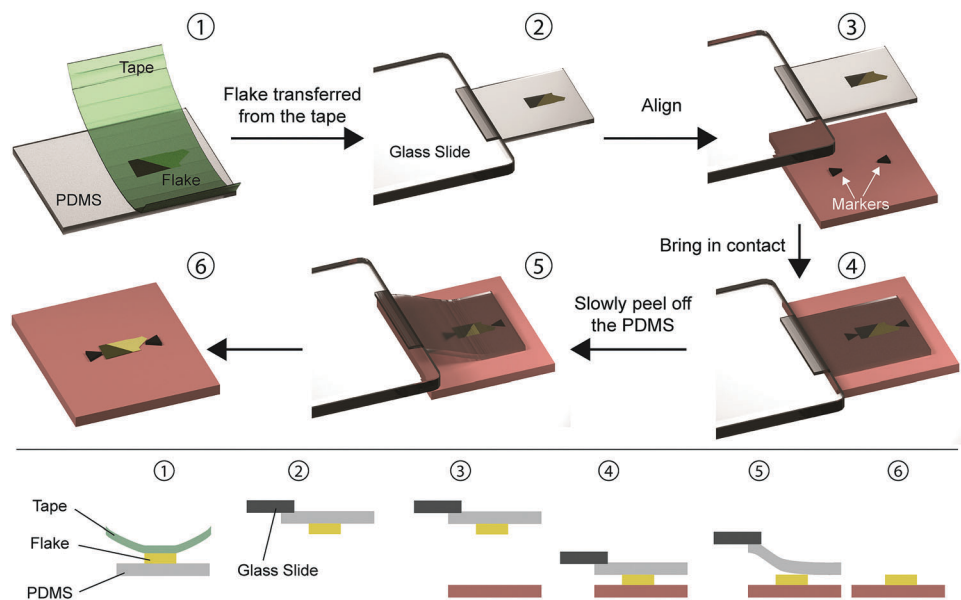 ①
Tape
Flake
PDMS
Flake transferred
from the tape
②
Glass Slide
Align
③
Markers
Bring in contact
④
Slowly peel off
the PDMS
⑤
⑥
①
②
③
④
⑤
⑥
Tape
Flake
PDMS
Glass Slide